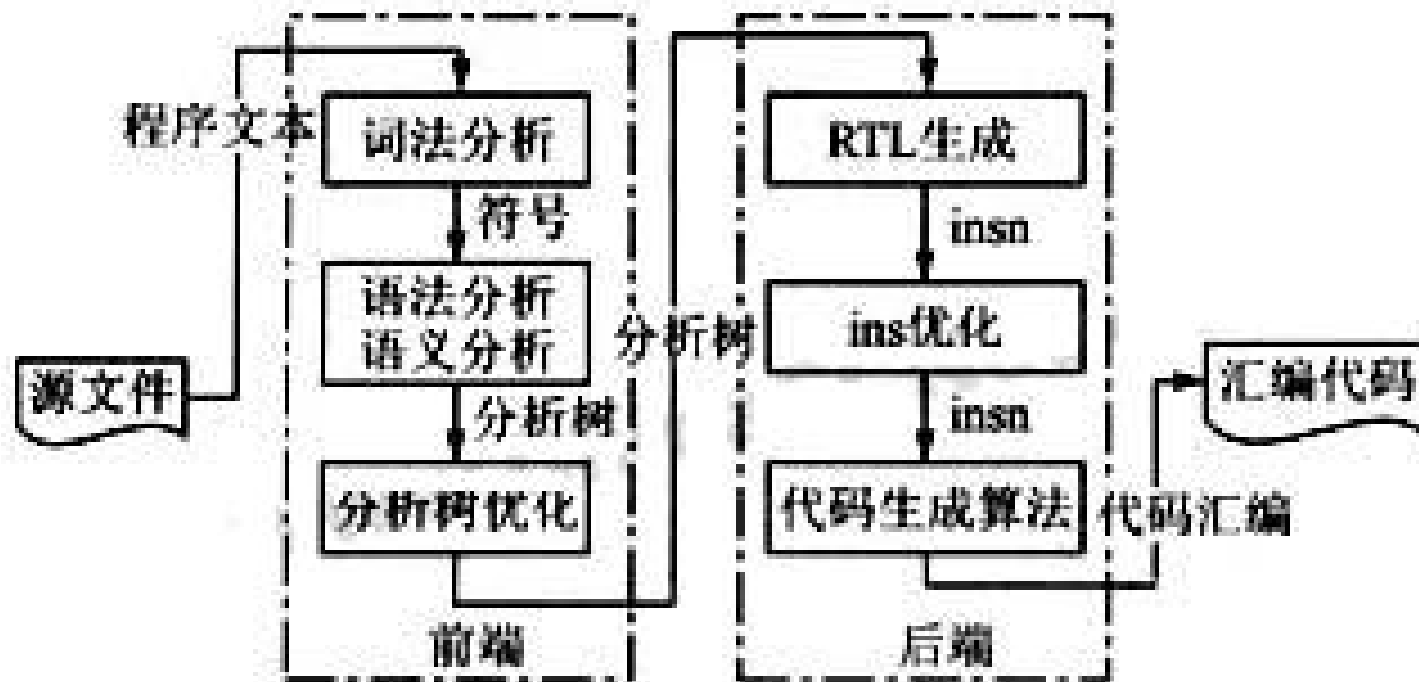 程序文本
词法分析
符号
语法分析
语义分析
源文件
分析树
分析树优化
前端
分析树
RTL生成
insn
ins优化
insn
代码生成算法
代码汇编
后端
汇编代码